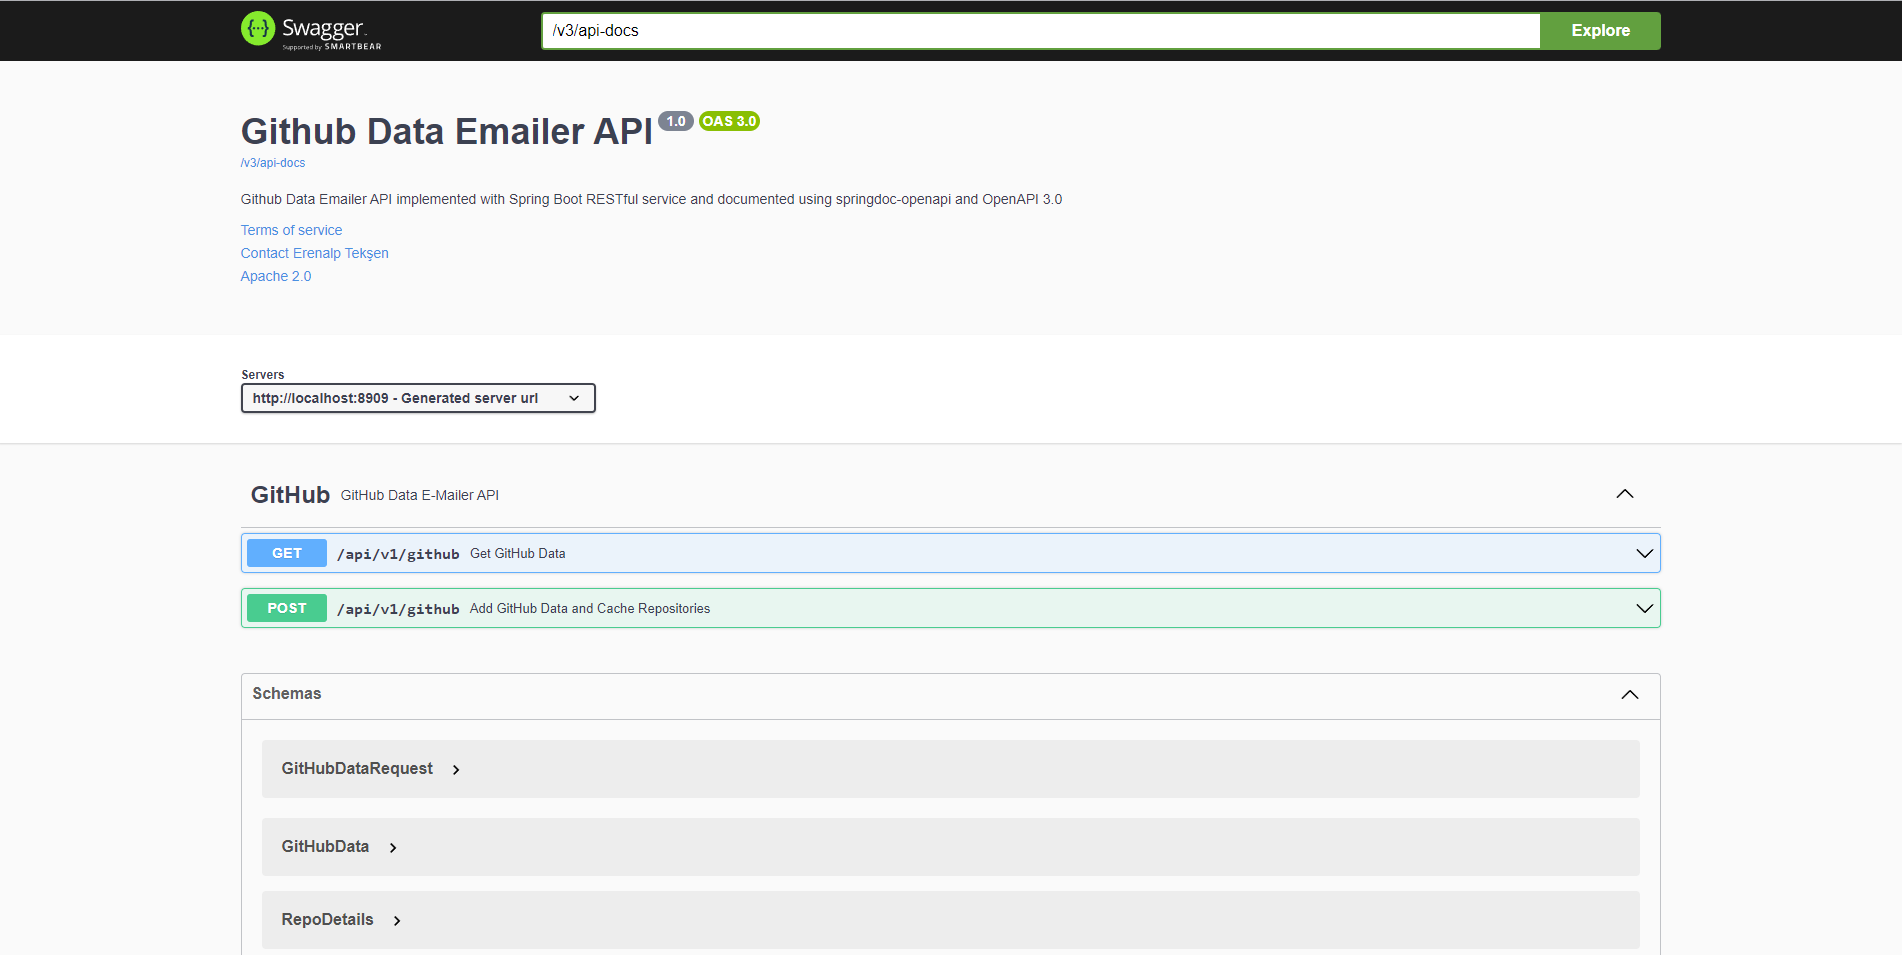 Swagger
Supported by SMARTBEAR
/v3/api-docs
Explore
Github Data Emailer API 1.0 OAS 3.0
/v3/api-docs
Github Data Emailer API implemented with Spring Boot RESTful service and documented using springdoc-openapi and OpenAPI 3.0
Terms of service
Contact Erenalp Tekşen
Apache 2.0
Servers
http://localhost:8909 - Generated server url
GitHub GitHub Data E-Mailer API
GET /api/v1/github Get GitHub Data
POST /api/v1/github Add GitHub Data and Cache Repositories
Schemas
GitHubDataRequest
GitHubData
RepoDetails